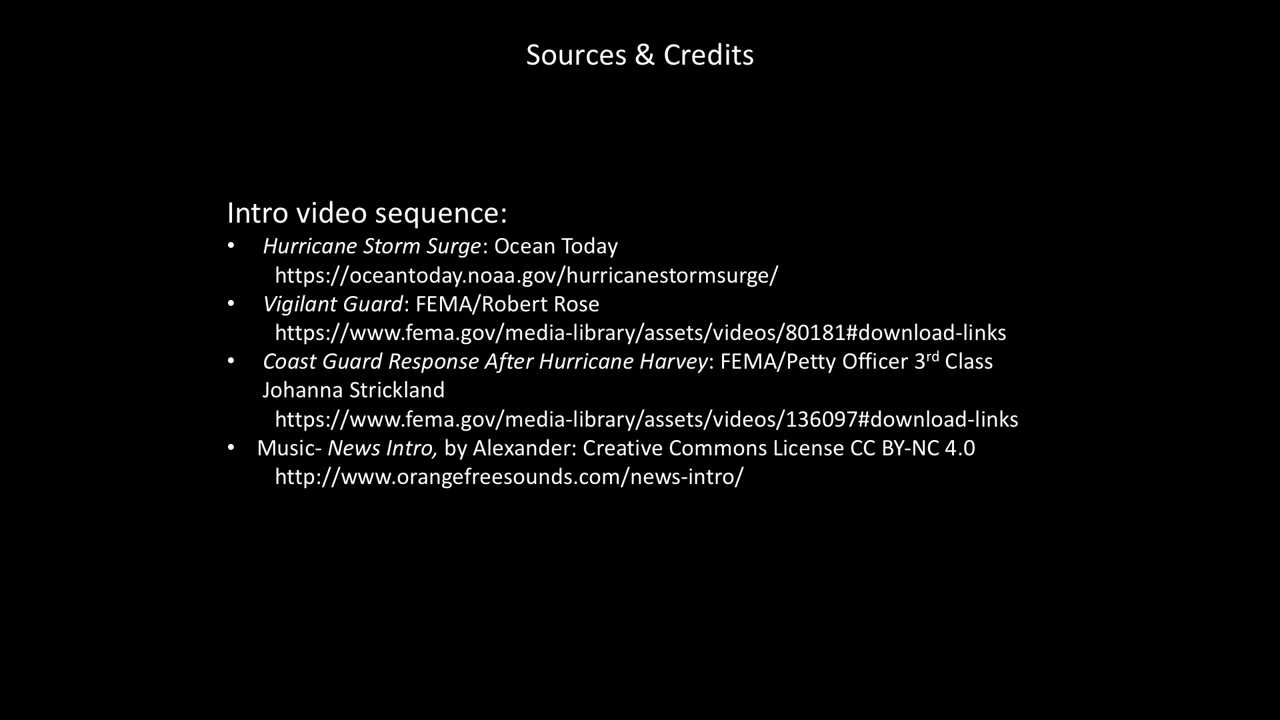 Sources & Credits
Intro video sequence:
• Hurricane Storm Surge: Ocean Today
https://oceantoday.noaa.gov/hurricanestormsurge/
• Vigilant Guard: FEMA/Robert Rose
https://www.fema.gov/media-library/assets/videos/80181#download-links
• Coast Guard Response After Hurricane Harvey: FEMA/Petty Officer 3rd Class
Johanna Strickland
https://www.fema.gov/media-library/assets/videos/136097#download-links
• Music- News Intro, by Alexander: Creative Commons License CC BY-NC 4.0
http://www.orangefreesounds.com/news-intro/